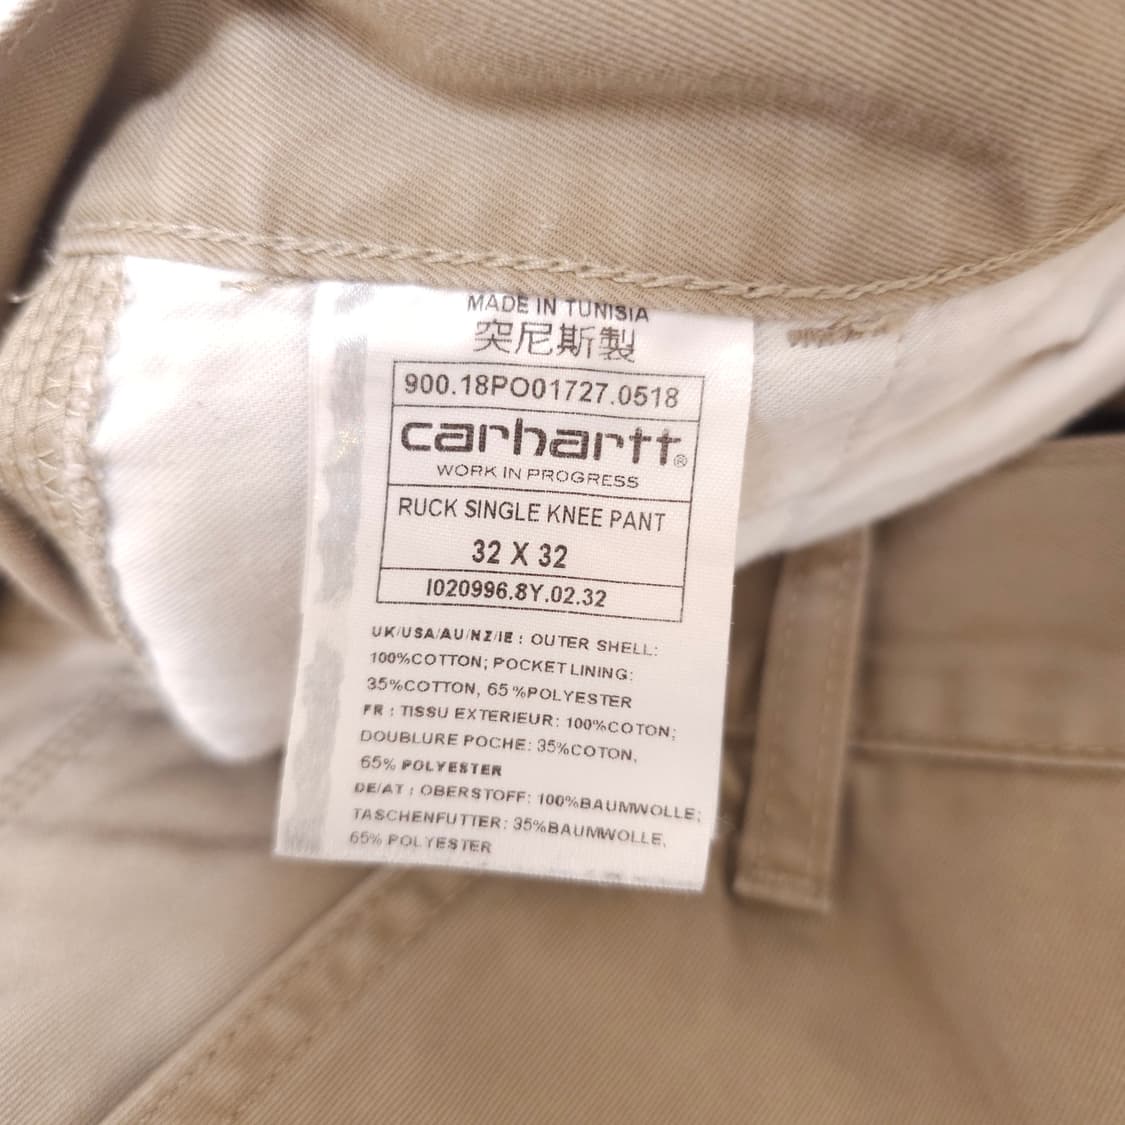 MADE IN TUNISIA
突尼斯製
900.18PO01727.0518
carhartt®
WORK IN PROGRESS
RUCK SINGLE KNEE PANT
32 X 32
I020996.8Y.02.32
UK/USA/AU/NZ/IE : OUTER SHELL:
100%COTTON; POCKET LINING:
35%COTTON, 65%POLYESTER
FR : TISSU EXTERIEUR: 100%COTON;
DOUBLURE POCHE: 35%COTON,
65% POLYESTER
DE/AT : OBERSTOFF: 100%BAUMWOLLE;
TASCHENFUTTER: 35%BAUMWOLLE,
65% POLYESTER